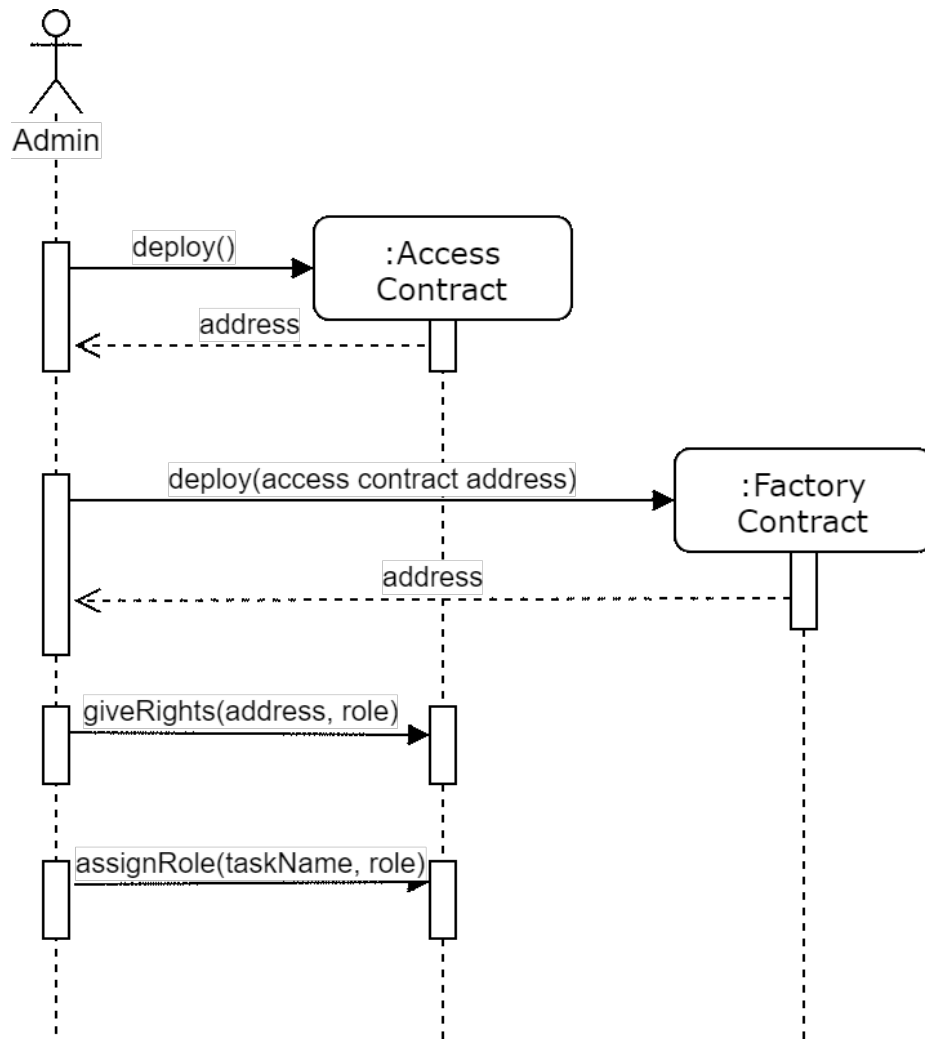 Admin
deploy()
:Access
Contract
address
deploy(access contract address)
:Factory
Contract
address
giveRights(address, role)
assignRole(taskName, role)